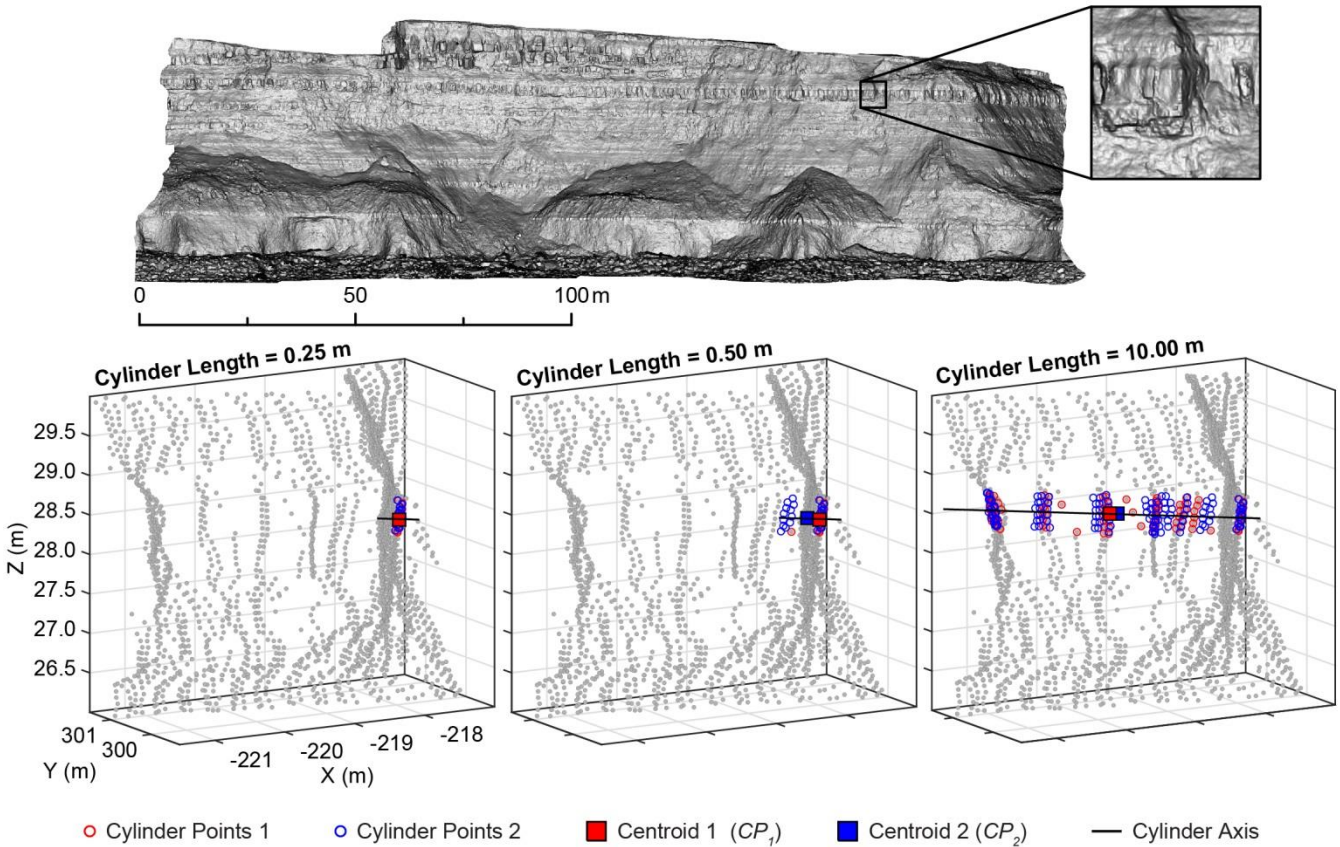 0 50 100 m
Cylinder Length = 0.25 m
Cylinder Length = 0.50 m
Cylinder Length = 10.00 m
29.5
29.0
28.5
28.0
27.5
27.0
26.5
Z (m)
301
300
Y (m)
-221
-220
-219
-218
X (m)
Cylinder Points 1 Cylinder Points 2 Centroid 1 (CP₁) Centroid 2 (CP₂) Cylinder Axis